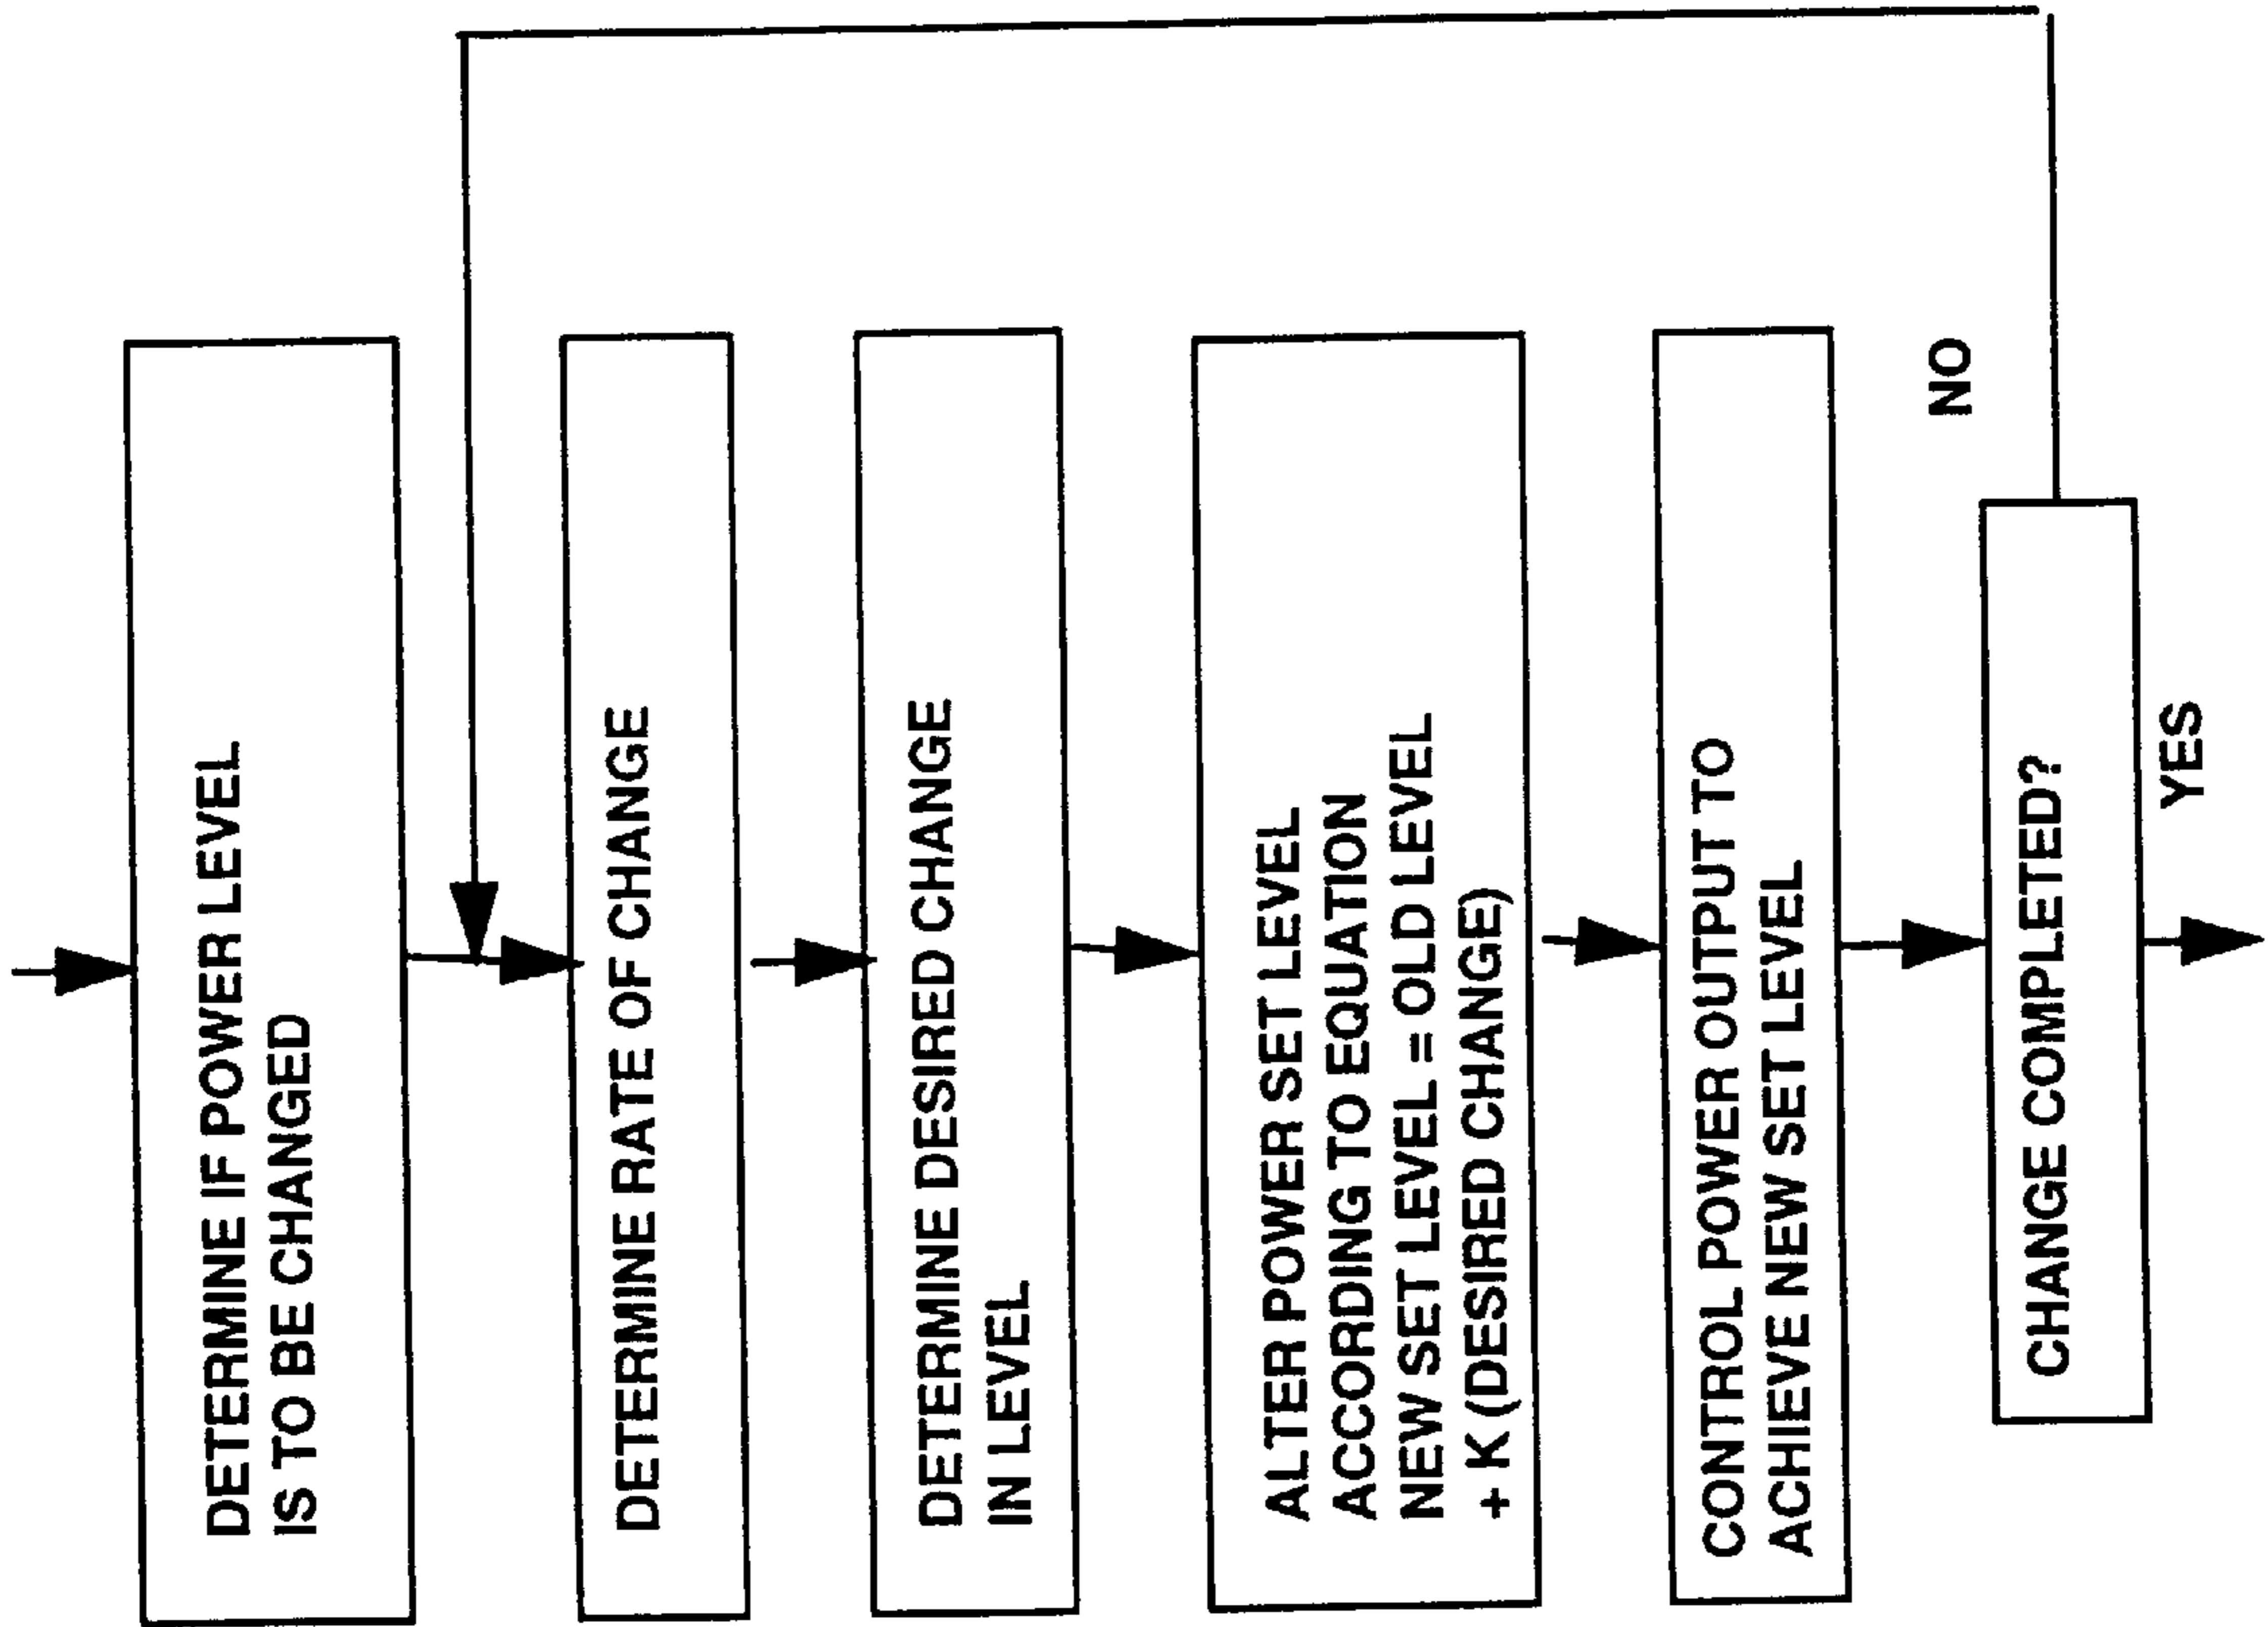 DETERMINE IF POWER LEVEL
IS TO BE CHANGED
DETERMINE RATE OF CHANGE
DETERMINE DESIRED CHANGE
IN LEVEL
ALTER POWER SET LEVEL
ACCORDING TO EQUATION
NEW SET LEVEL = OLD LEVEL
+ K (DESIRED CHANGE)
CONTROL POWER OUTPUT TO
ACHIEVE NEW SET LEVEL
NO
CHANGE COMPLETED?
YES